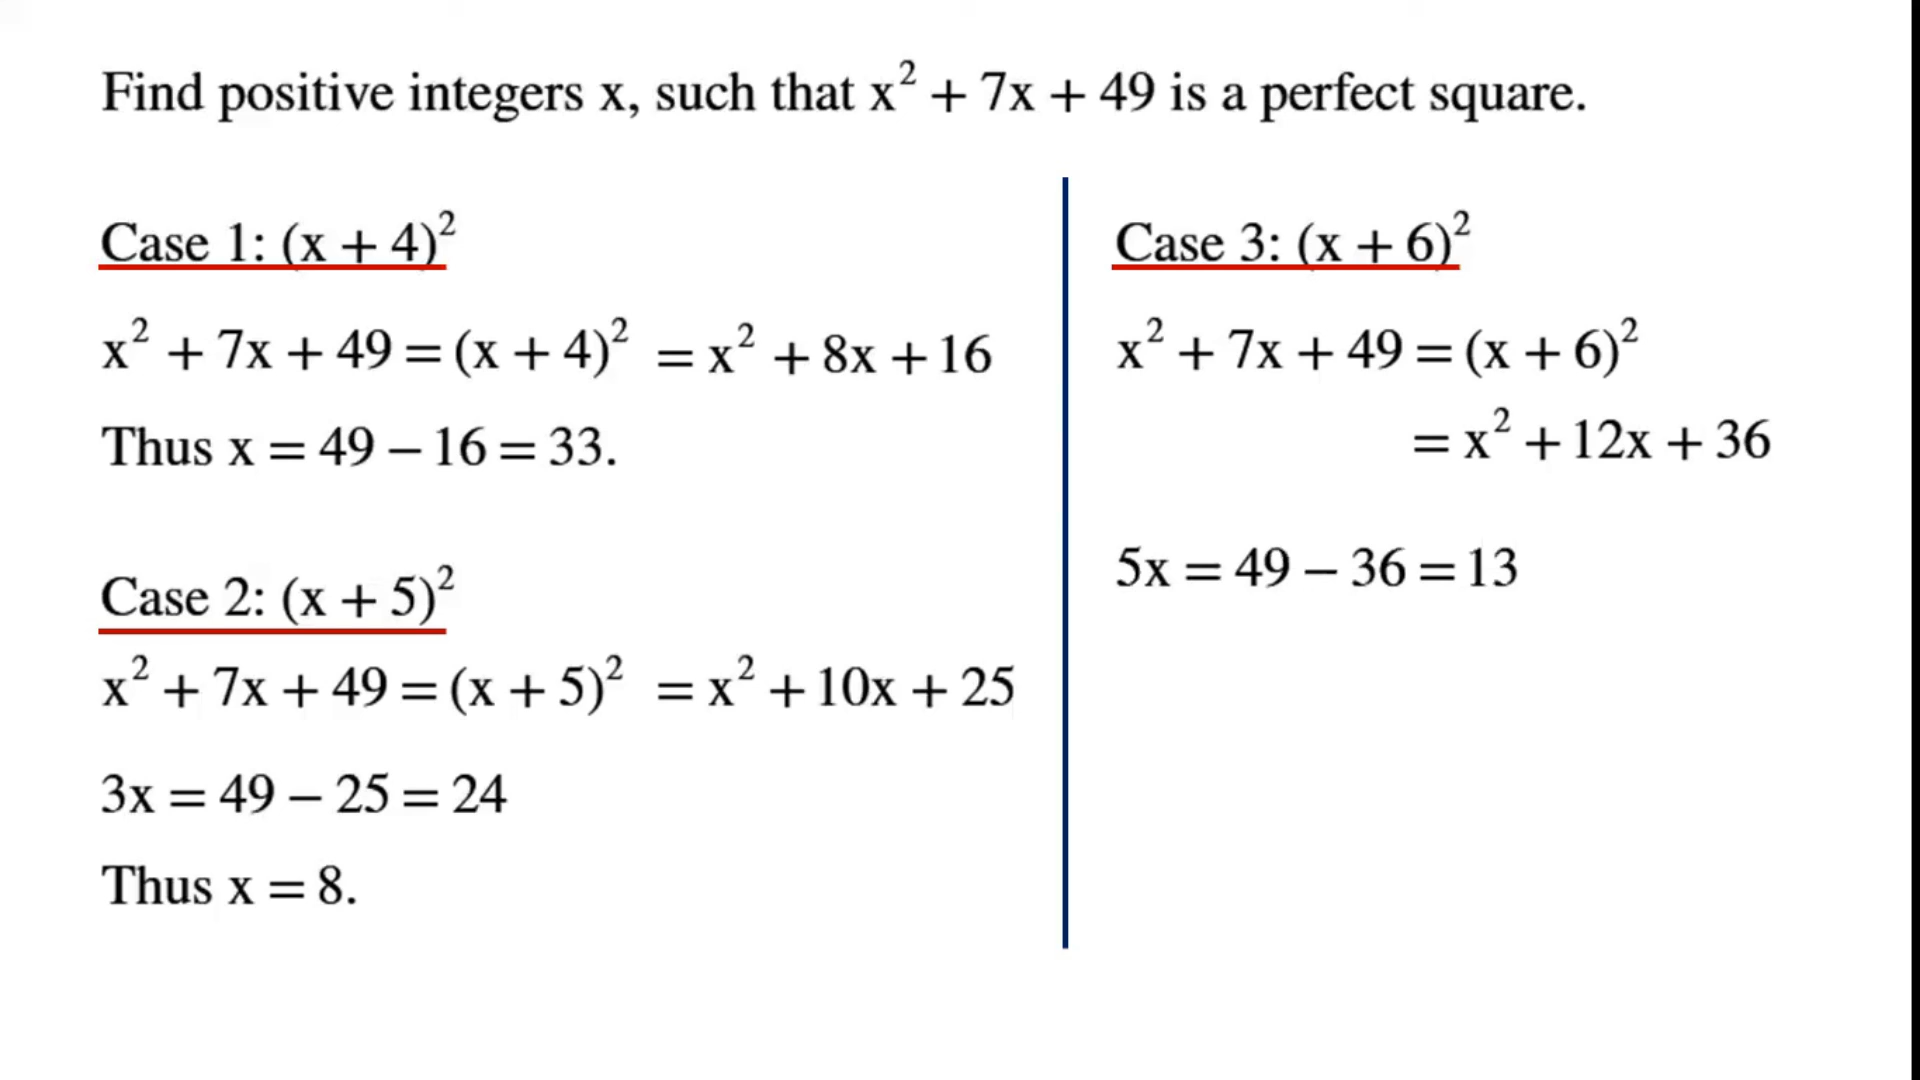 Find positive integers x, such that x² + 7x + 49 is a perfect square.
Case 1: (x + 4)²
x² + 7x + 49 = (x + 4)² = x² + 8x + 16
Thus x = 49 – 16 = 33.
Case 2: (x + 5)²
x² + 7x + 49 = (x + 5)² = x² + 10x + 25
3x = 49 – 25 = 24
Thus x = 8.
Case 3: (x + 6)²
x² + 7x + 49 = (x + 6)²
= x² + 12x + 36
5x = 49 – 36 = 13